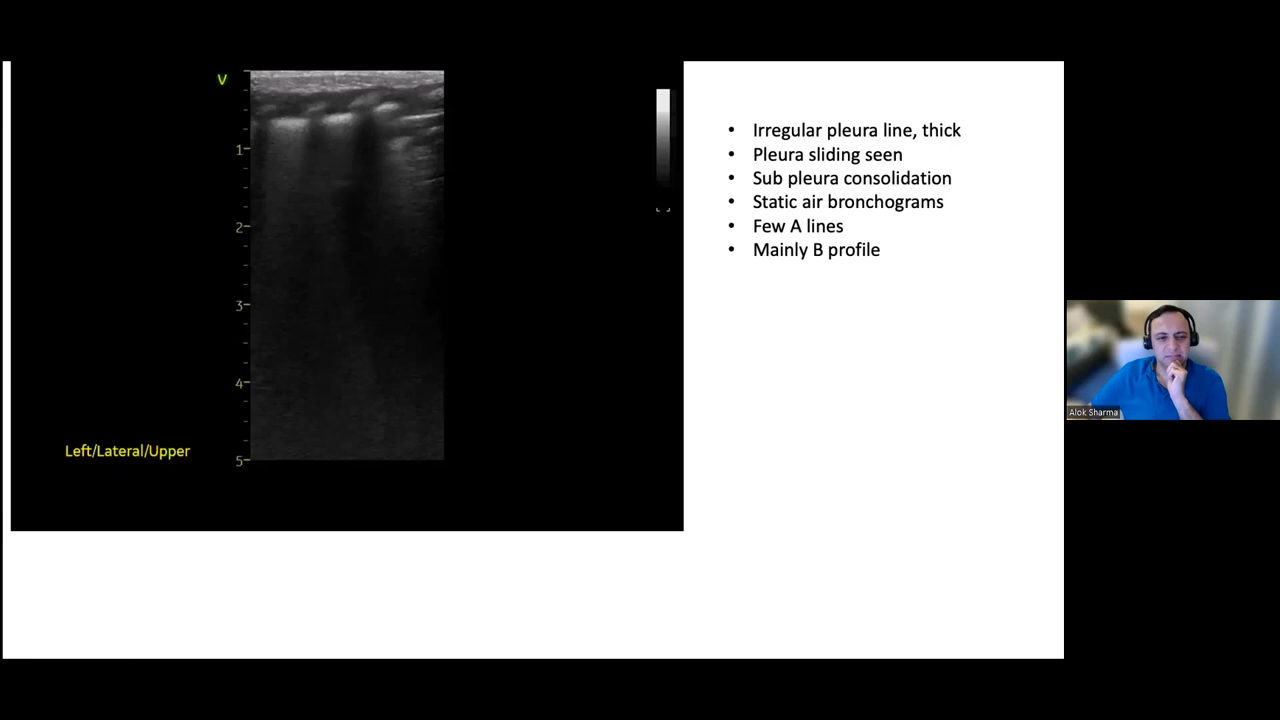 V
1
2
3
4
5
Left/Lateral/Upper
• Irregular pleura line, thick
• Pleura sliding seen
• Sub pleura consolidation
• Static air bronchograms
• Few A lines
• Mainly B profile
Alok Sharma